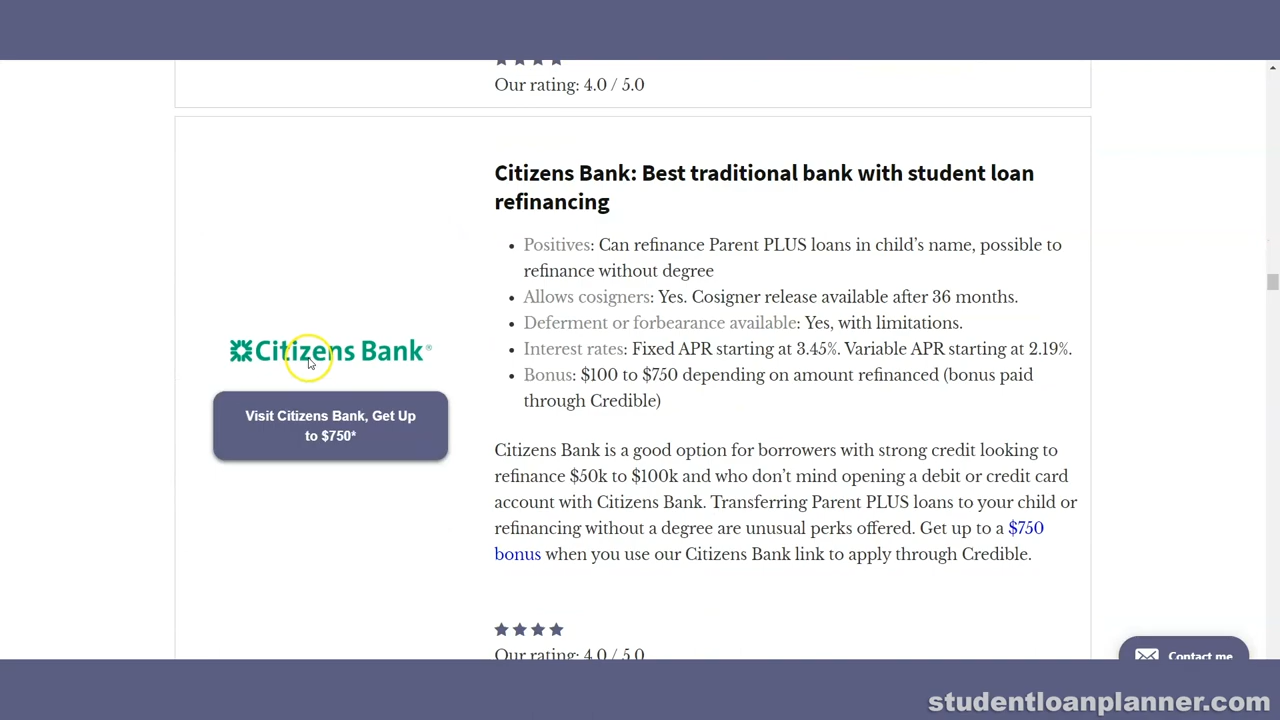 Our rating: 4.0 / 5.0
Citizens Bank: Best traditional bank with student loan
refinancing
• Positives: Can refinance Parent PLUS loans in child’s name, possible to
refinance without degree
• Allows cosigners: Yes. Cosigner release available after 36 months.
• Deferment or forbearance available: Yes, with limitations.
• Interest rates: Fixed APR starting at 3.45%. Variable APR starting at 2.19%.
• Bonus: $100 to $750 depending on amount refinanced (bonus paid
through Credible)
Citizens Bank®
Visit Citizens Bank, Get Up
to $750*
Citizens Bank is a good option for borrowers with strong credit looking to
refinance $50k to $100k and who don’t mind opening a debit or credit card
account with Citizens Bank. Transferring Parent PLUS loans to your child or
refinancing without a degree are unusual perks offered. Get up to a $750
bonus when you use our Citizens Bank link to apply through Credible.
Our rating: 4.0 / 5.0
Contact me
studentloanplanner.com